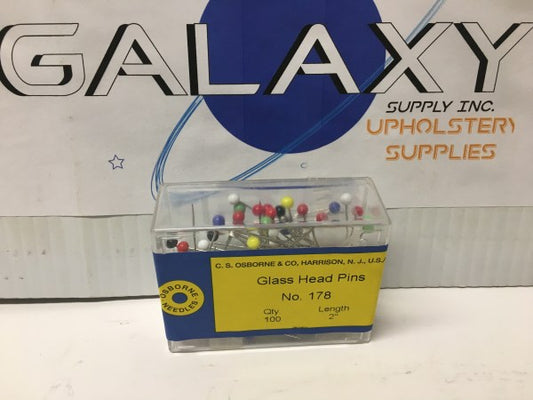 GALAXY
SUPPLY INC.
UPHOLSTERY
SUPPLIES
C. S. OSBORNE & CO. HARRISON, N. J., U.S.A
Glass Head Pins
No. 178
Qty Length
100 2"
OSBORNE
NEEDLES